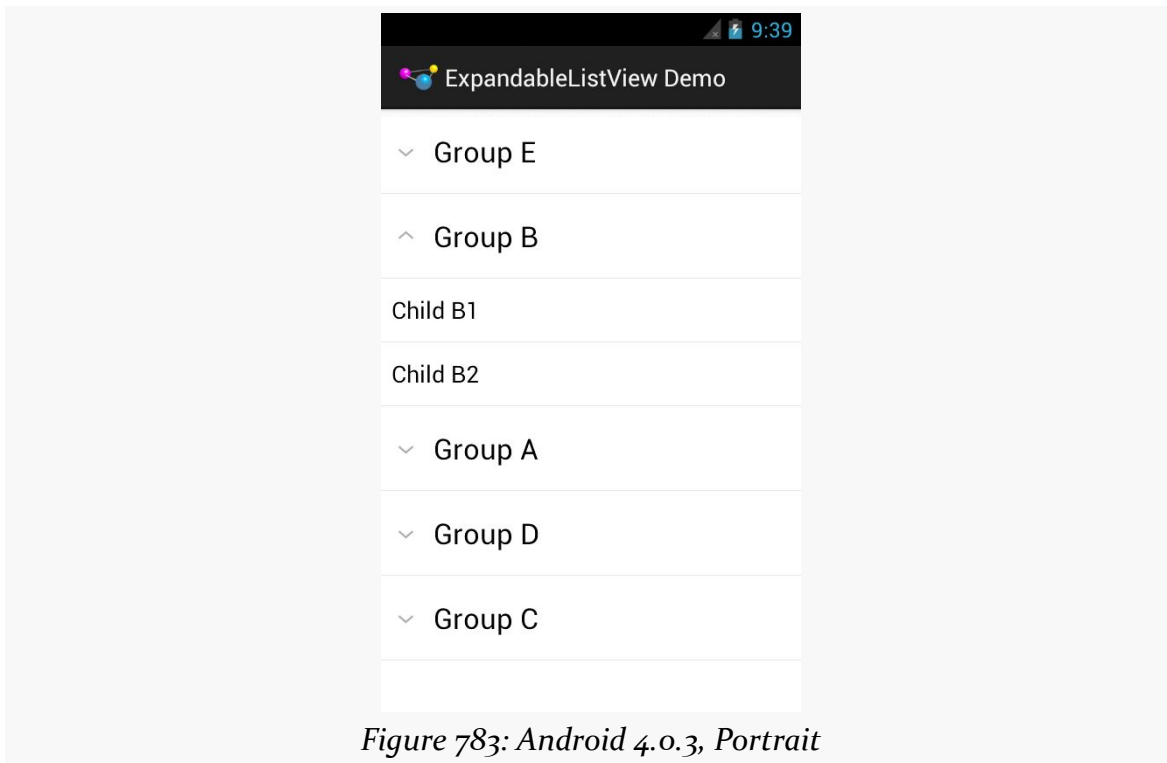 9:39
ExpandableListView Demo
Group E
Group B
Child B1
Child B2
Group A
Group D
Group C
Figure 783: Android 4.0.3, Portrait